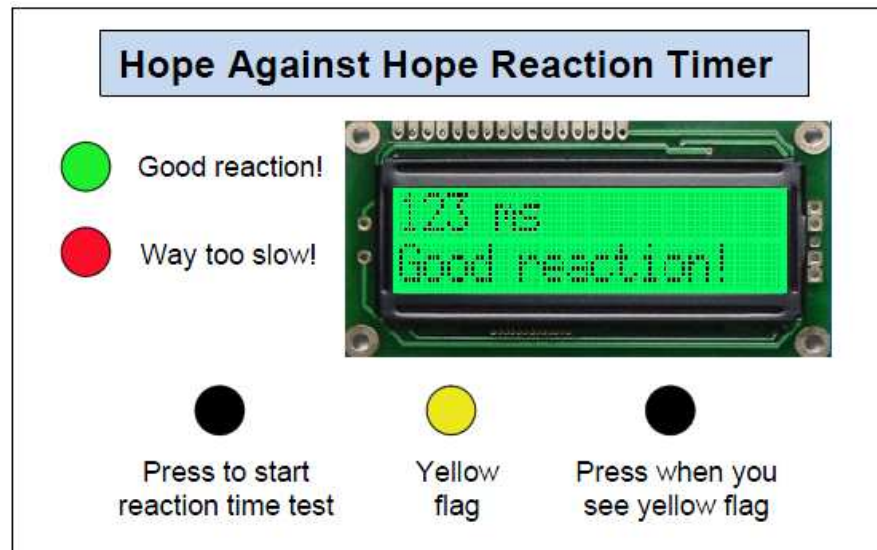 Hope Against Hope Reaction Timer
Good reaction!
Way too slow!
123 ms
Good reaction!
Press to start
reaction time test
Yellow
flag
Press when you
see yellow flag